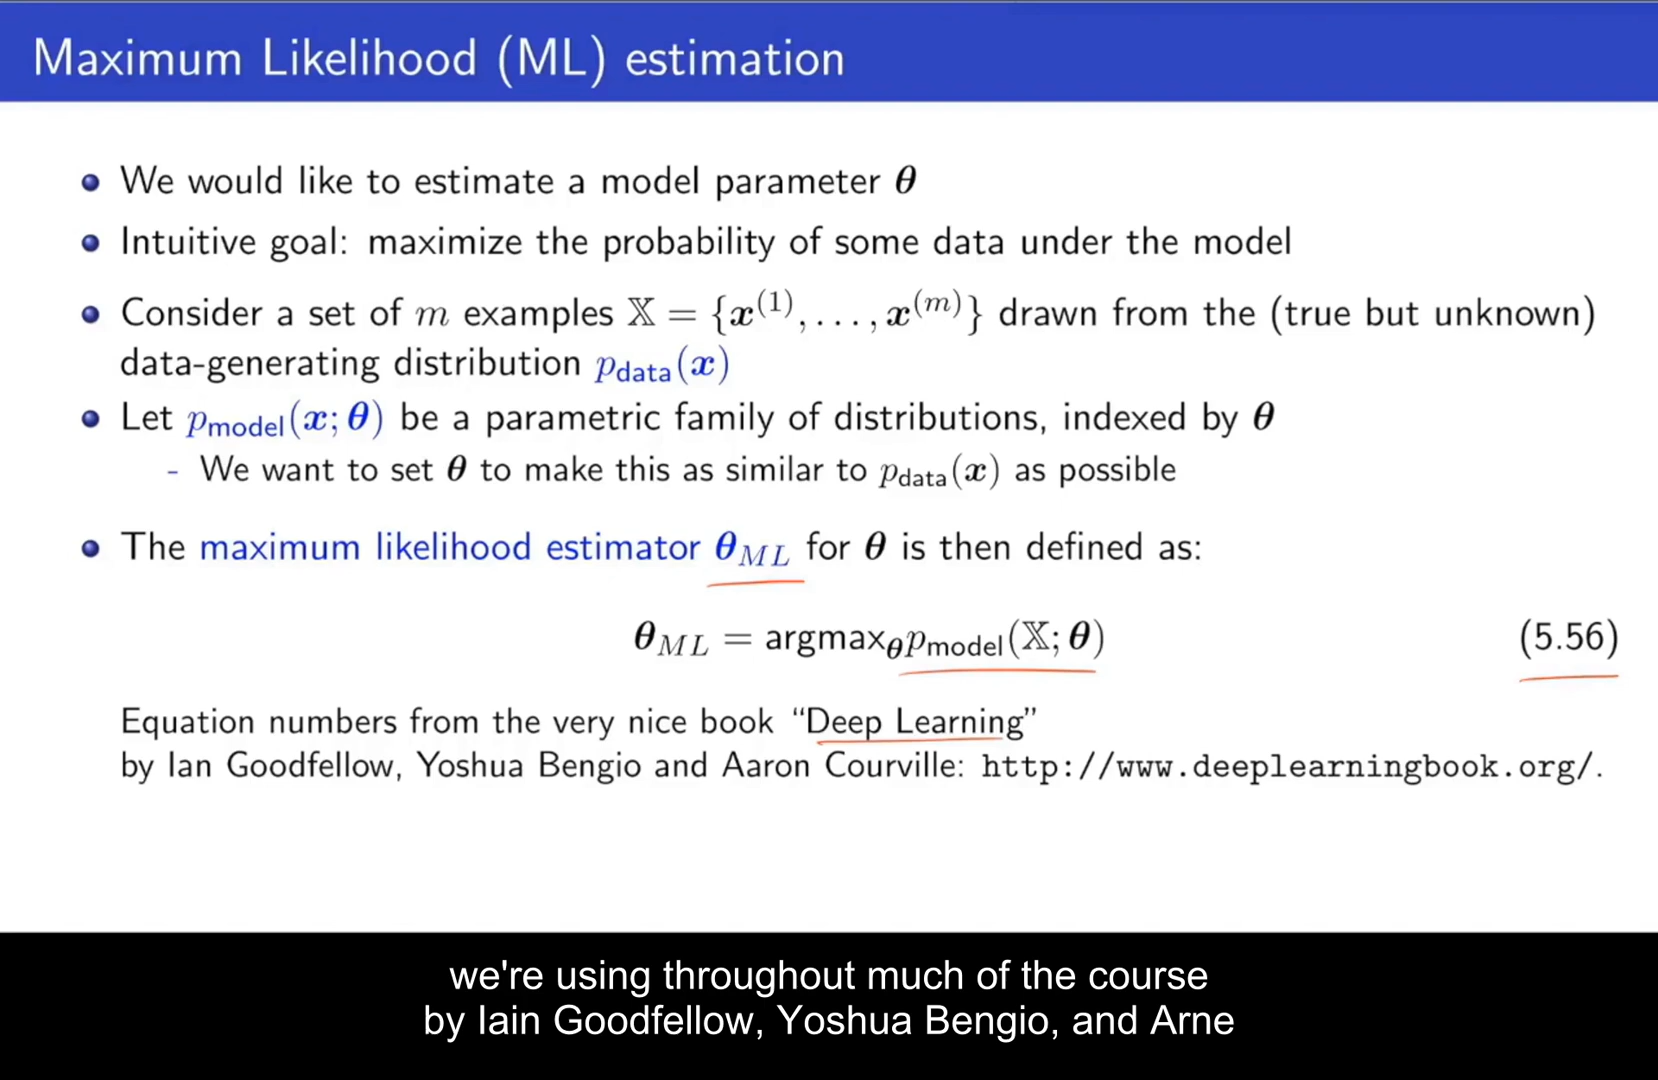 Maximum Likelihood (ML) estimation
We would like to estimate a model parameter θ
Intuitive goal: maximize the probability of some data under the model
Consider a set of m examples 𝕏 = {x^(1), . . . , x^(m)} drawn from the (true but unknown)
data-generating distribution p_data(x)
Let p_model(x; θ) be a parametric family of distributions, indexed by θ
- We want to set θ to make this as similar to p_data(x) as possible
The maximum likelihood estimator θ_ML for θ is then defined as:
θ_ML = argmax_θ p_model(𝕏; θ) (5.56)
Equation numbers from the very nice book “Deep Learning”
by Ian Goodfellow, Yoshua Bengio and Aaron Courville: http://www.deeplearningbook.org/.
we're using throughout much of the course
by Iain Goodfellow, Yoshua Bengio, and Arne